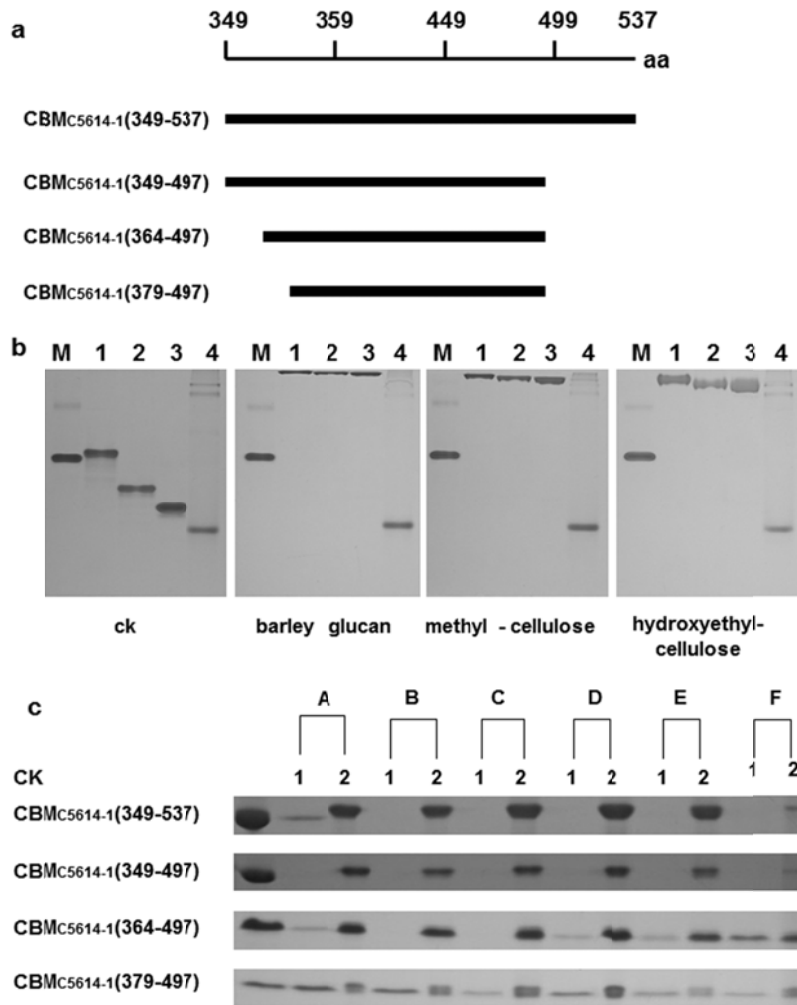 a
349 359 449 499 537
aa
CBMC5614-1(349-537)
CBMC5614-1(349-497)
CBMC5614-1(364-497)
CBMC5614-1(379-497)
b
M 1 2 3 4 M 1 2 3 4 M 1 2 3 4 M 1 2 3 4
ck barley glucan methyl - cellulose hydroxyethyl-
cellulose
c
A B C D E F
CK 1 2 1 2 1 2 1 2 1 2 1 2
CBMC5614-1(349-537)
CBMC5614-1(349-497)
CBMC5614-1(364-497)
CBMC5614-1(379-497)